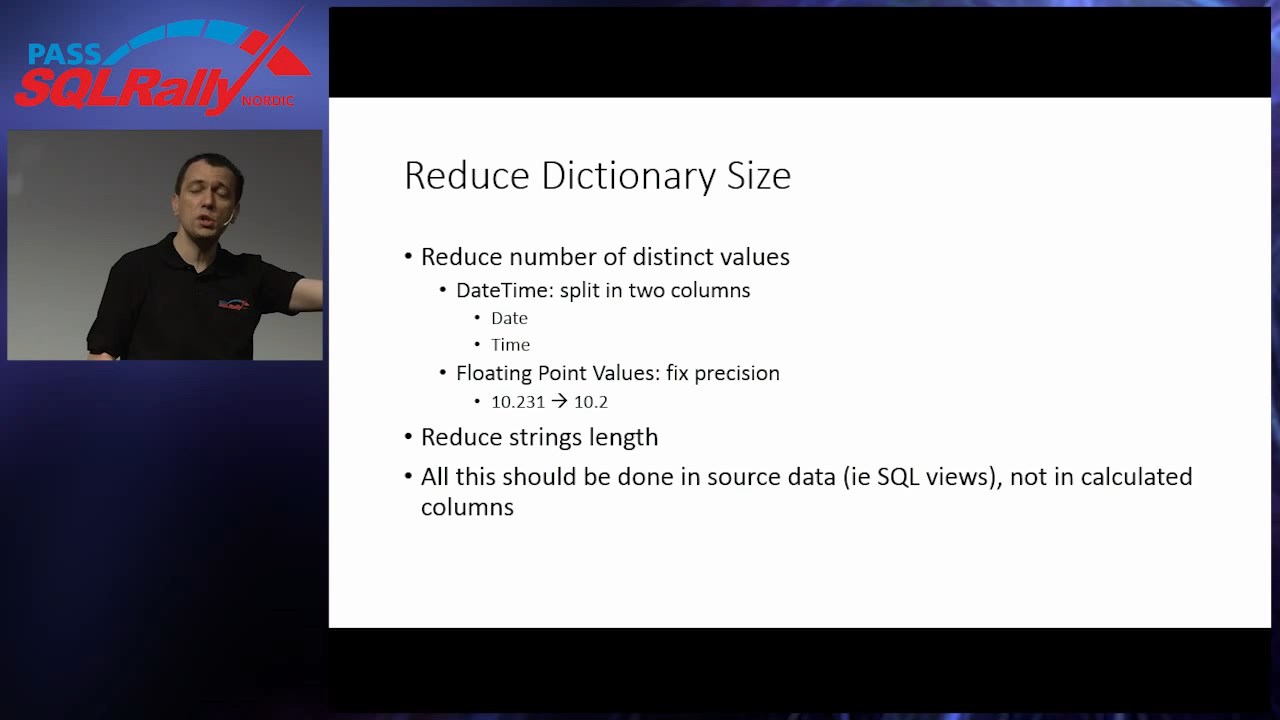 PASS
SQLRally
NORDIC
Reduce Dictionary Size
• Reduce number of distinct values
• DateTime: split in two columns
• Date
• Time
• Floating Point Values: fix precision
• 10.231 → 10.2
• Reduce strings length
• All this should be done in source data (ie SQL views), not in calculated
columns